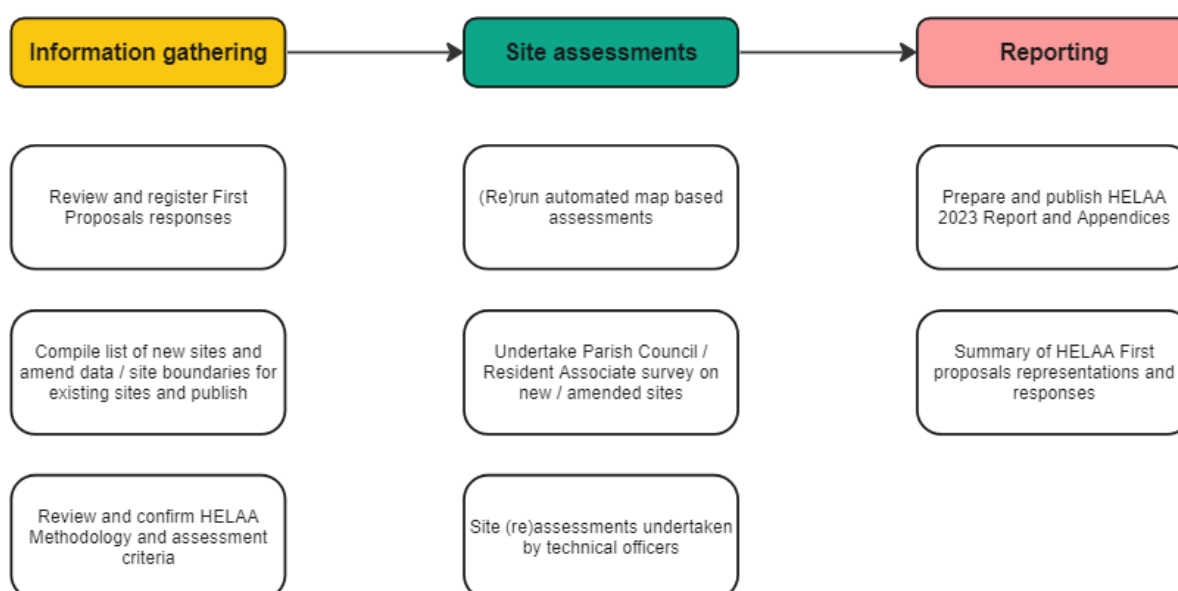 Information gathering
Site assessments
Reporting
Review and register First
Proposals responses
(Re)run automated map based
assessments
Prepare and publish HELAA
2023 Report and Appendices
Compile list of new sites and
amend data / site boundaries for
existing sites and publish
Undertake Parish Council /
Resident Associate survey on
new / amended sites
Summary of HELAA First
proposals representations and
responses
Review and confirm HELAA
Methodology and assessment
criteria
Site (re)assessments undertaken
by technical officers